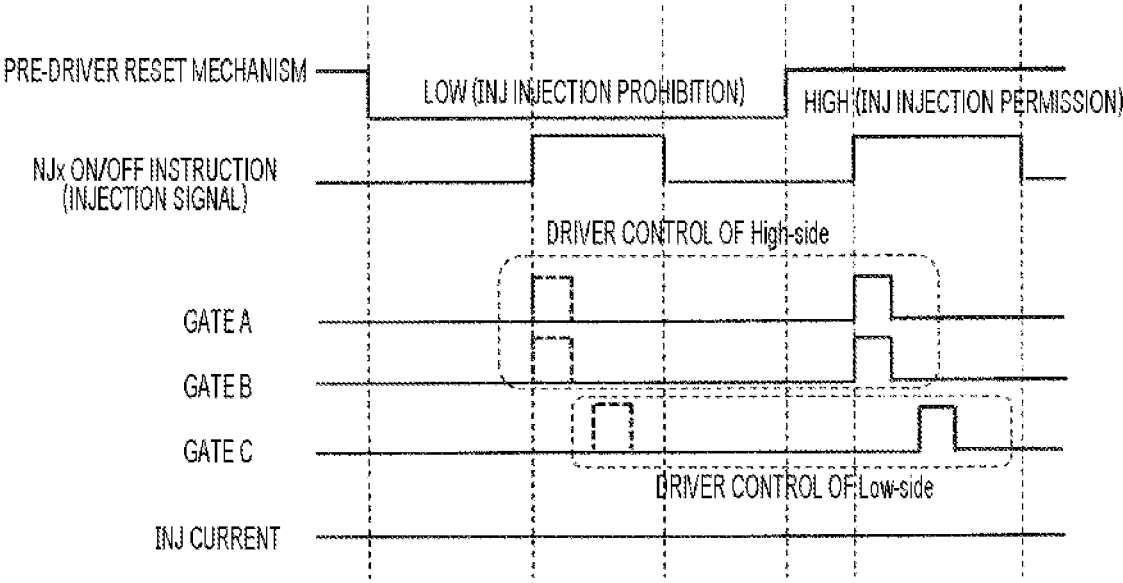 PRE-DRIVER RESET MECHANISM
LOW (INJ INJECTION PROHIBITION)
HIGH (INJ INJECTION PERMISSION)
NJx ON/OFF INSTRUCTION
(INJECTION SIGNAL)
DRIVER CONTROL OF High-side
GATE A
GATE B
GATE C
DRIVER CONTROL OF Low-side
INJ CURRENT